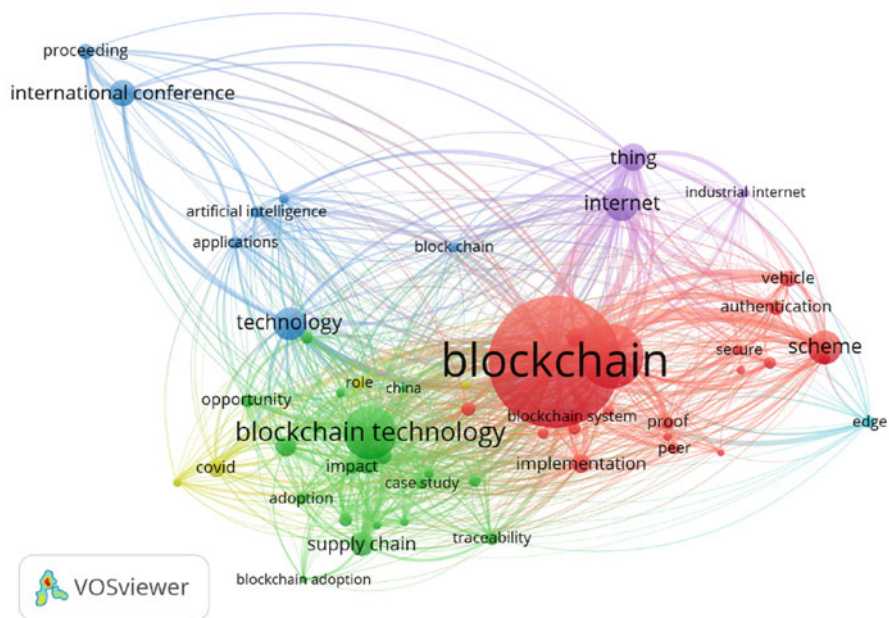 proceeding
international conference
thing
artificial intelligence
internet
industrial internet
applications
block chain
vehicle
authentication
technology
secure
scheme
blockchain
role
china
opportunity
blockchain system
proof
edge
blockchain technology
peer
covid
impact
implementation
case study
adoption
supply chain
traceability
blockchain adoption
VOSviewer